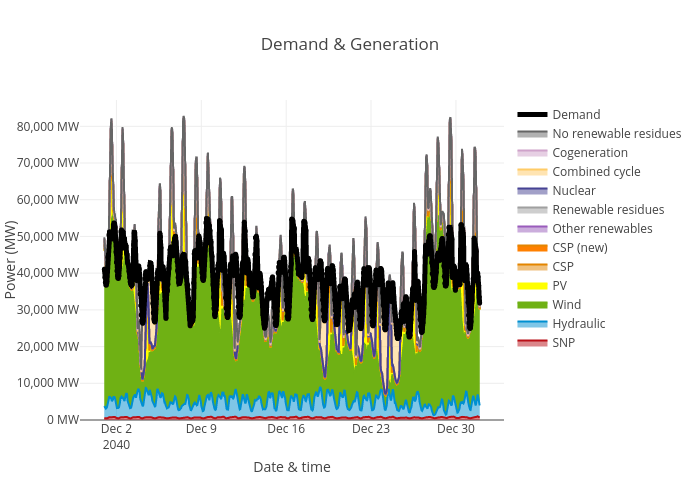 Demand & Generation
80,000 MW
70,000 MW
60,000 MW
50,000 MW
40,000 MW
30,000 MW
20,000 MW
10,000 MW
0 MW
Power (MW)
Dec 2
2040
Dec 9
Dec 16
Dec 23
Dec 30
Date & time
Demand
No renewable residues
Cogeneration
Combined cycle
Nuclear
Renewable residues
Other renewables
CSP (new)
CSP
PV
Wind
Hydraulic
SNP